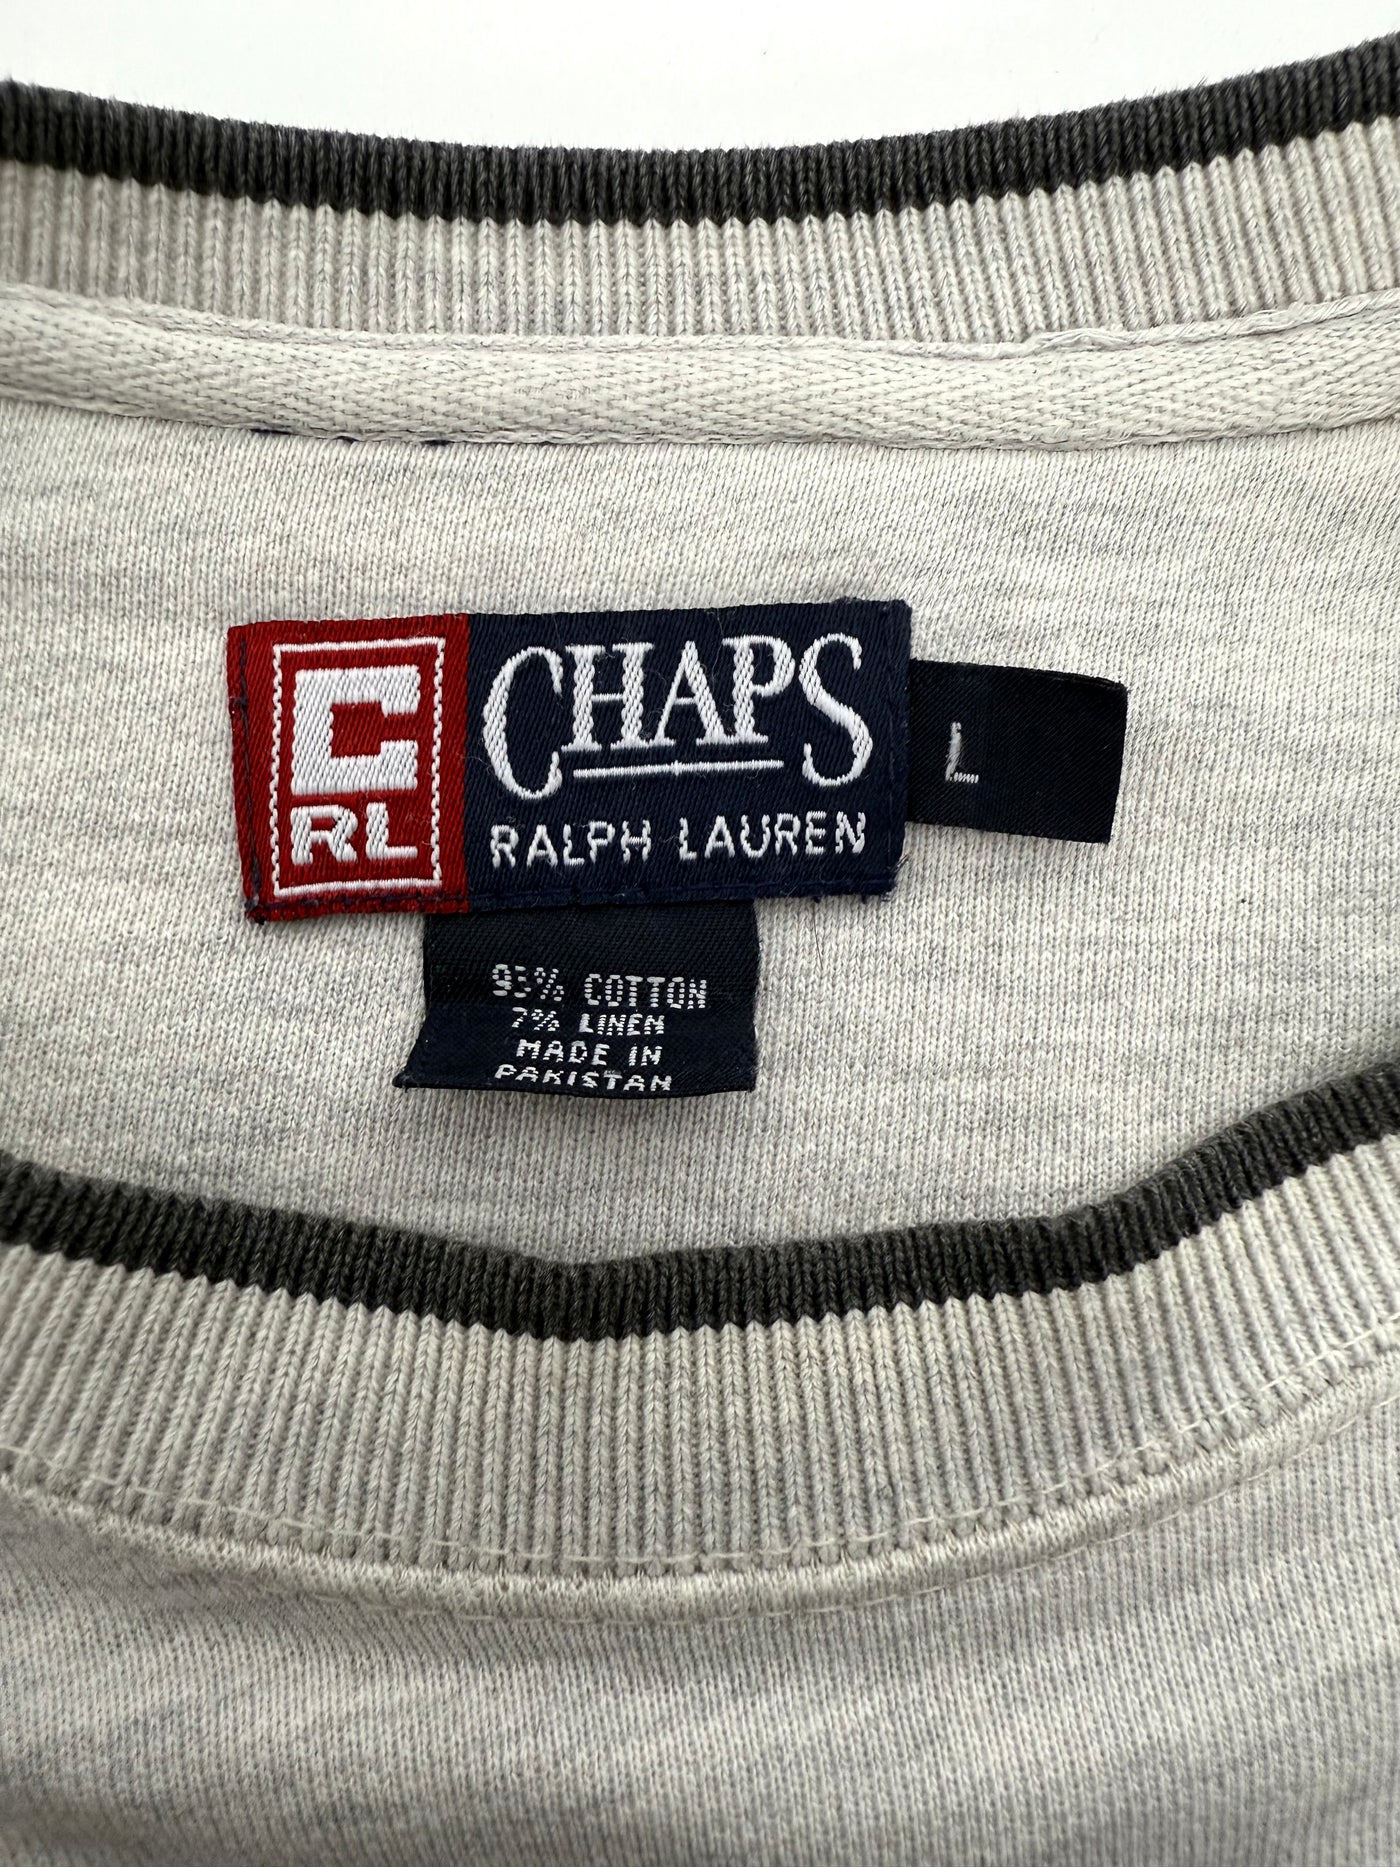 C
RL
CHAPS
RALPH LAUREN
L
93% COTTON
7% LINEN
MADE IN
PAKISTAN